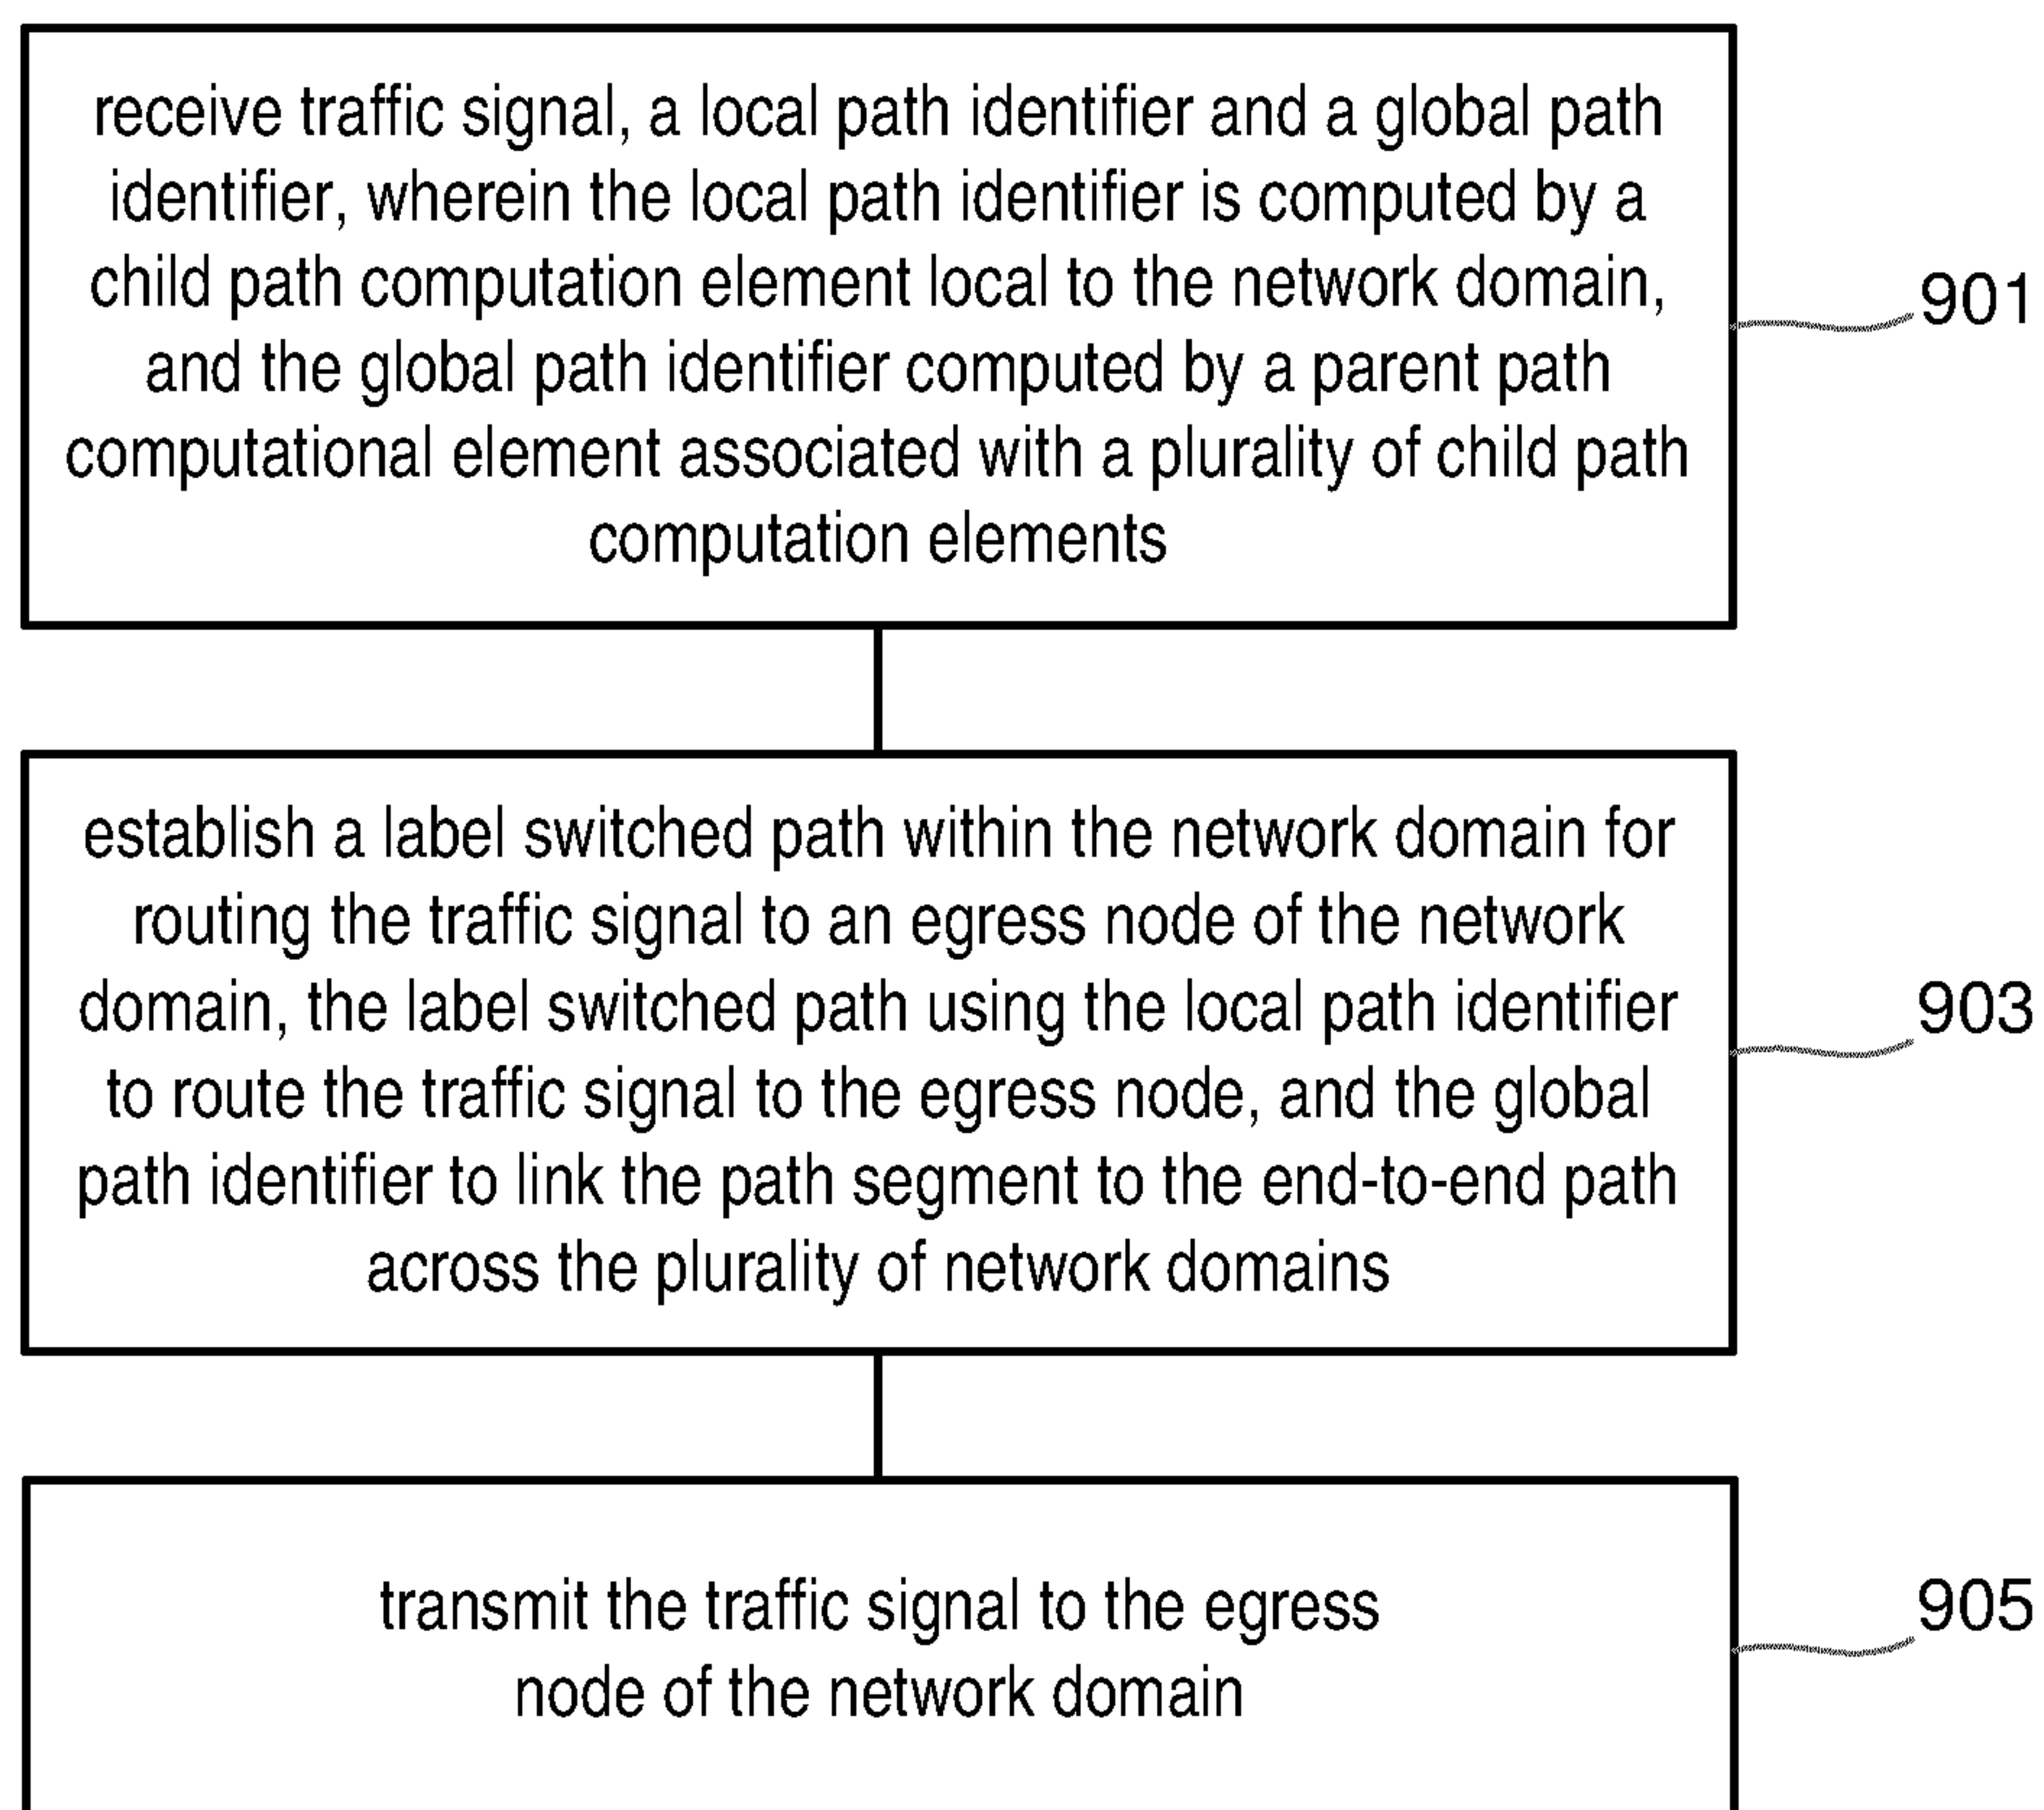 receive traffic signal, a local path identifier and a global path
identifier, wherein the local path identifier is computed by a
child path computation element local to the network domain,
and the global path identifier computed by a parent path
computational element associated with a plurality of child path
computation elements
901
establish a label switched path within the network domain for
routing the traffic signal to an egress node of the network
domain, the label switched path using the local path identifier
to route the traffic signal to the egress node, and the global
path identifier to link the path segment to the end-to-end path
across the plurality of network domains
903
transmit the traffic signal to the egress
node of the network domain
905